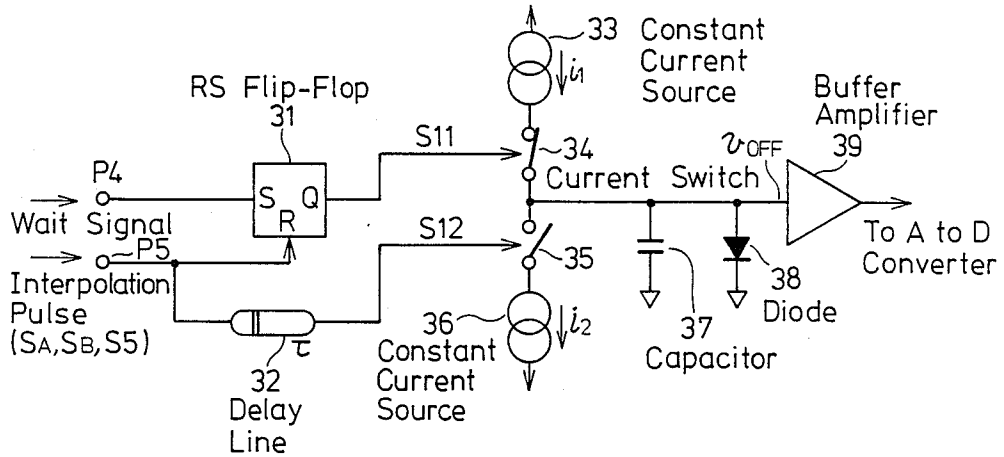 33 Constant
Current
Source
i1
RS Flip-Flop
31
Buffer
Amplifier
39
S11
34
vOFF
P4
S Q
R
Current Switch
Wait Signal
S12
35
P5
To A to D
Converter
Interpolation
Pulse
(SA, SB, S5)
τ
36
Constant
Current
Source
i2
37
Capacitor
38
Diode
32
Delay
Line